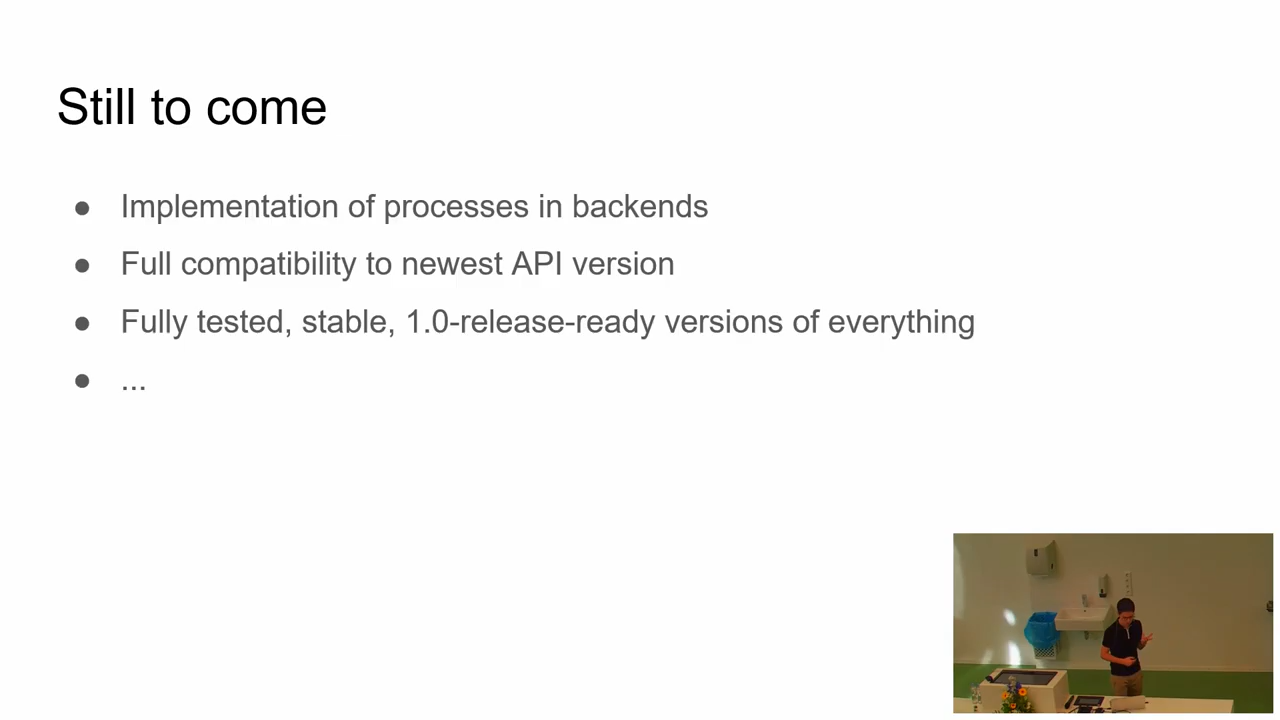 Still to come
● Implementation of processes in backends
● Full compatibility to newest API version
● Fully tested, stable, 1.0-release-ready versions of everything
● ...